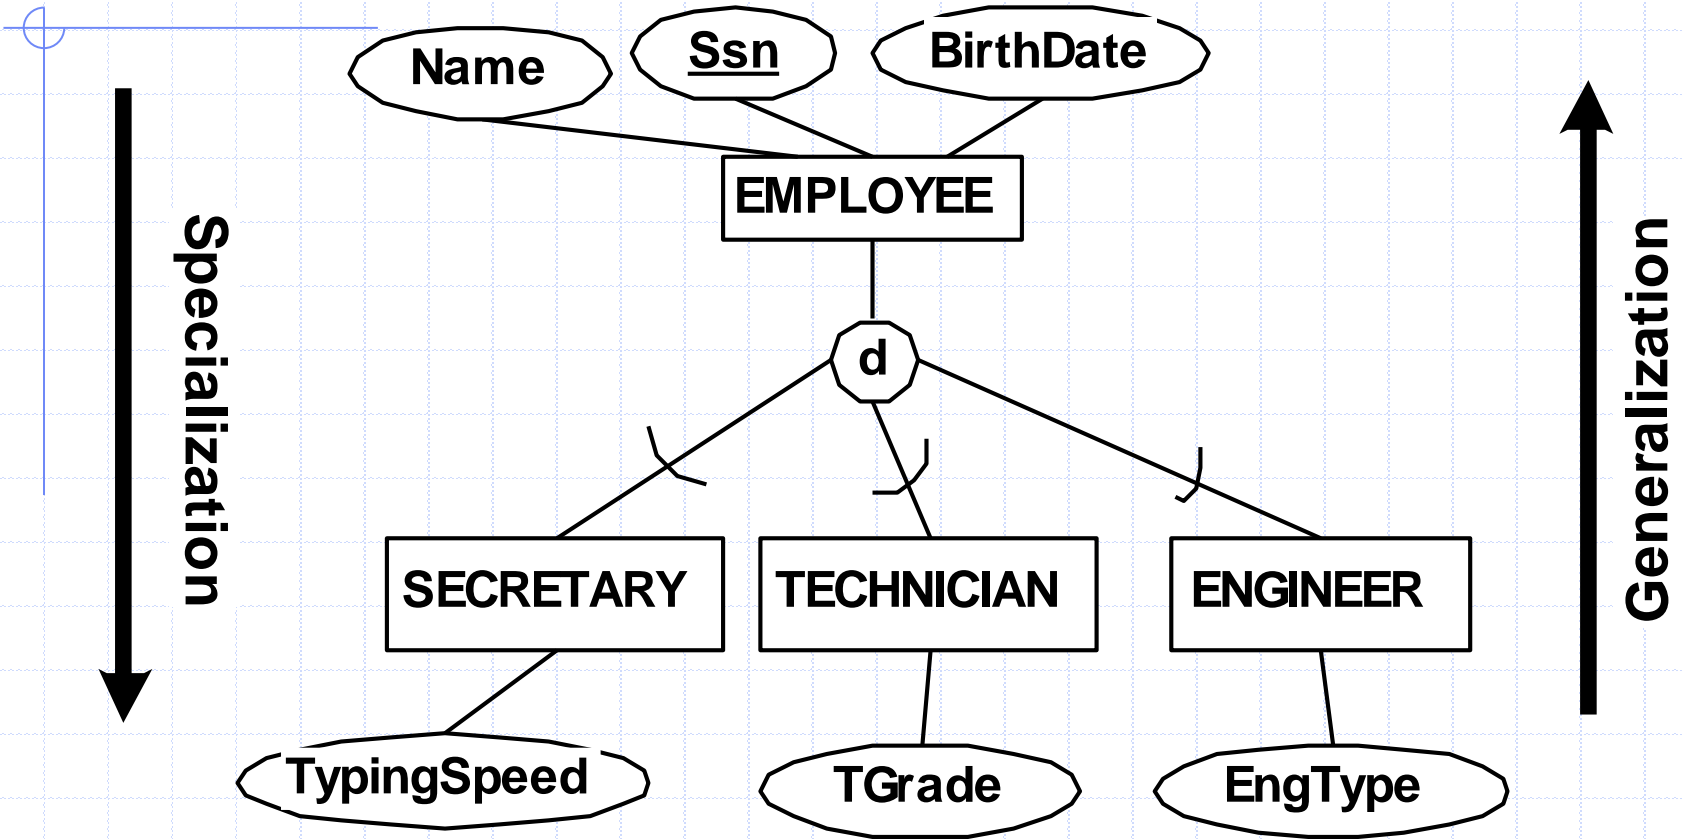 Name
Ssn
BirthDate
EMPLOYEE
Specialization
Generalization
d
SECRETARY
TECHNICIAN
ENGINEER
TypingSpeed
TGrade
EngType